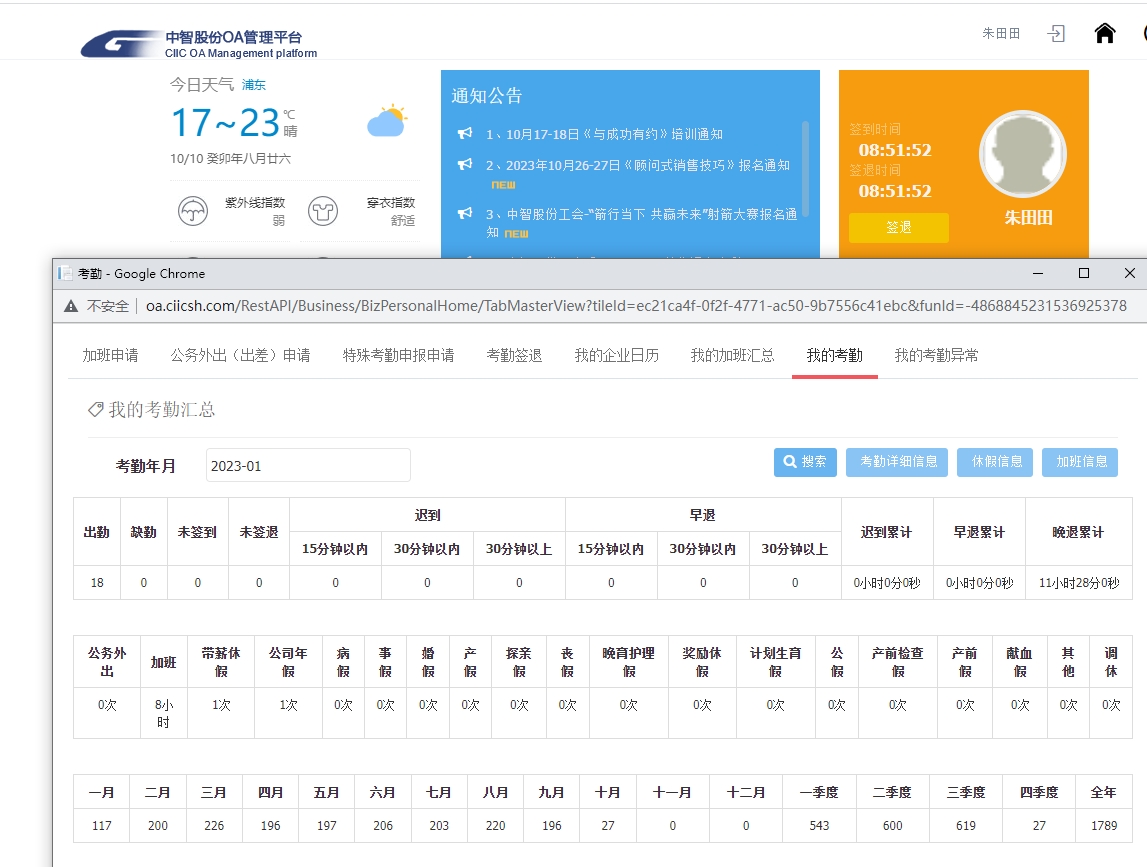 中智股份OA管理平台
CIIC OA Management platform
朱田田
今日天气 浦东
17~23 ℃
晴
10/10 癸卯年八月廿六
紫外线指数
弱
穿衣指数
舒适
通知公告
1、10月17-18日《与成功有约》培训通知
2、2023年10月26-27日《顾问式销售技巧》报名通知
NEW
3、中智股份工会-“箭行当下 共赢未来”射箭大赛报名通
知 NEW
签到时间
08:51:52
签退时间
08:51:52
签退
朱田田
考勤 - Google Chrome
不安全 oa.ciicsh.com/RestAPI/Business/BizPersonalHome/TabMasterView?tileId=ec21ca4f-0f2f-4771-ac50-9b7556c41ebc&funId=-4868845231536925378
加班申请 公务外出（出差）申请 特殊考勤申报申请 考勤签退 我的企业日历 我的加班汇总 我的考勤 我的考勤异常
我的考勤汇总
考勤年月 2023-01 搜索 考勤详细信息 休假信息 加班信息
出勤 缺勤 未签到 未签退 迟到 早退 迟到累计 早退累计 晚退累计
15分钟以内 30分钟以内 30分钟以上 15分钟以内 30分钟以内 30分钟以上
18 0 0 0 0 0 0 0 0 0 0小时0分0秒 0小时0分0秒 11小时28分0秒
公务外出 加班 带薪休假 公司年假 病假 事假 婚假 产假 探亲假 丧假 晚育护理假 奖励休假 计划生育假 公假 产前检查假 产前假 献血假 其他 调休
0次 8小时 1次 1次 0次 0次 0次 0次 0次 0次 0次 0次 0次 0次 0次 0次 0次 0次 0次
一月 二月 三月 四月 五月 六月 七月 八月 九月 十月 十一月 十二月 一季度 二季度 三季度 四季度 全年
117 200 226 196 197 206 203 220 196 27 0 0 543 600 619 27 1789